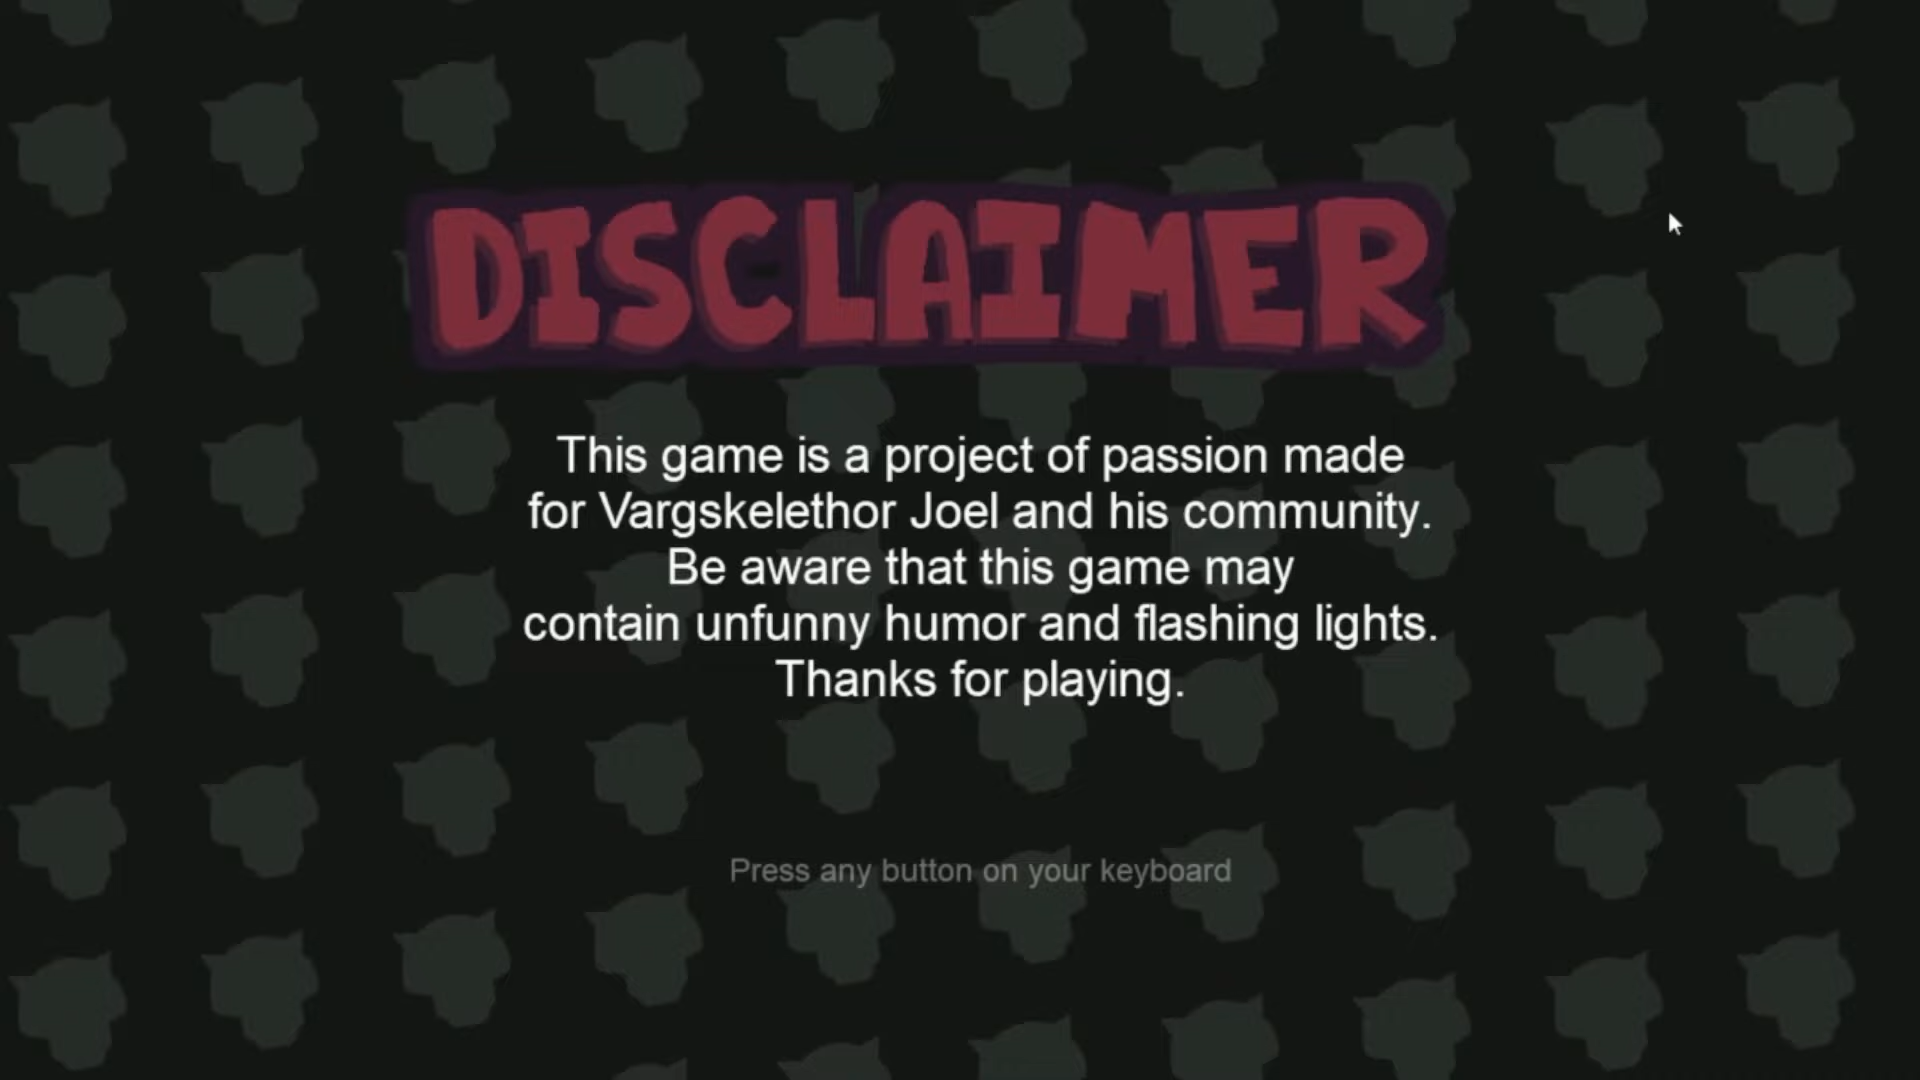 DISCLAIMER
This game is a project of passion made
for Vargskelethor Joel and his community.
Be aware that this game may
contain unfunny humor and flashing lights.
Thanks for playing.
Press any button on your keyboard